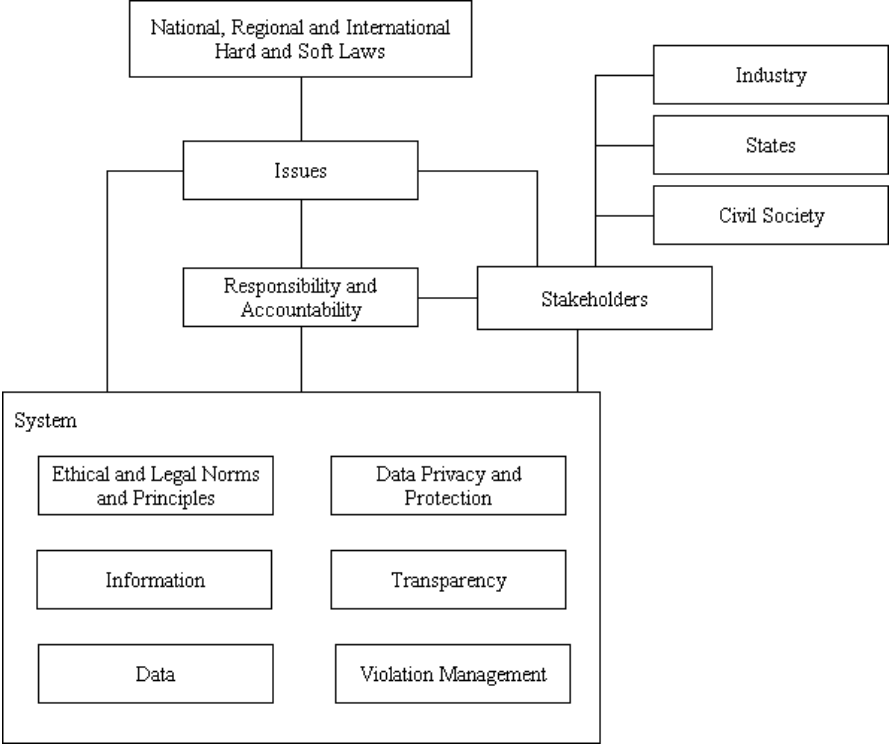 National, Regional and International
Hard and Soft Laws
Industry
States
Civil Society
Issues
Responsibility and
Accountability
Stakeholders
System
Ethical and Legal Norms
and Principles
Data Privacy and
Protection
Information
Transparency
Data
Violation Management